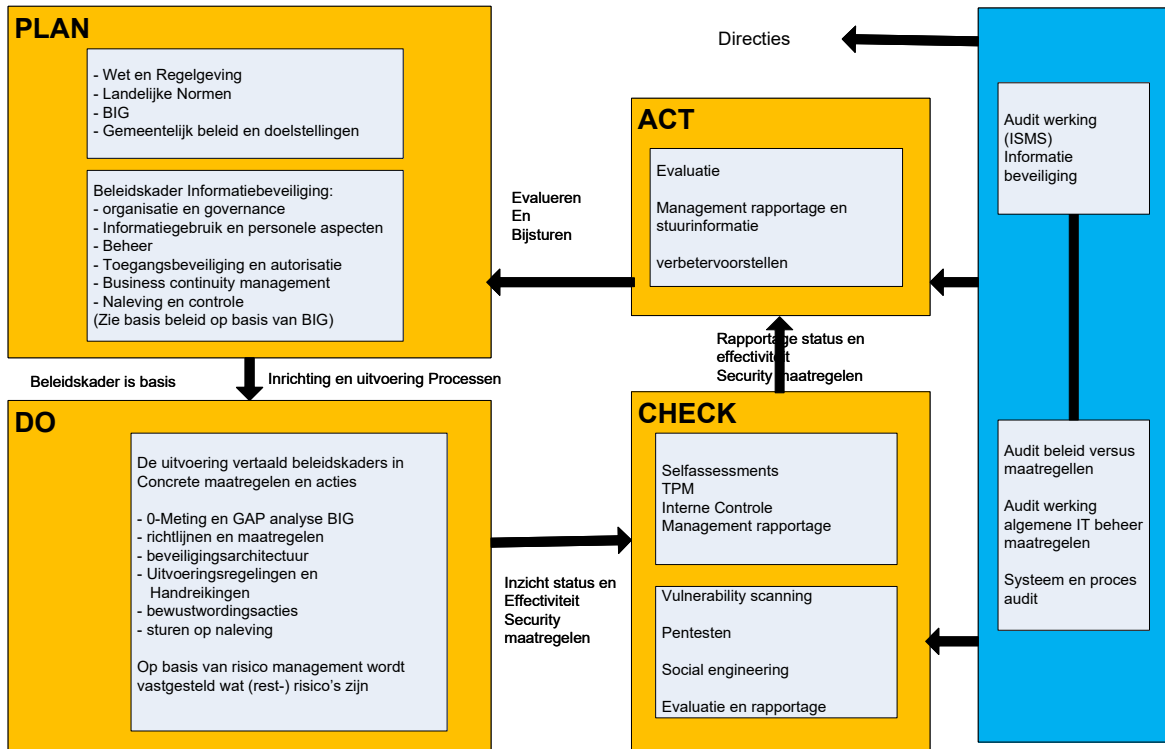 PLAN
- Wet en Regelgeving
- Landelijke Normen
- BIG
- Gemeentelijk beleid en doelstellingen
Beleidskader Informatiebeveiliging:
- organisatie en governance
- Informatiegebruik en personele aspecten
- Beheer
- Toegangsbeveiliging en autorisatie
- Business continuity management
- Naleving en controle
(Zie basis beleid op basis van BIG)
Beleidskader is basis
Inrichting en uitvoering Processen
DO
De uitvoering vertaald beleidskaders in
Concrete maatregelen en acties
- 0-Meting en GAP analyse BIG
- richtlijnen en maatregelen
- beveiligingsarchitectuur
- Uitvoeringsregelingen en
Handreikingen
- bewustwordingsacties
- sturen op naleving
Op basis van risico management wordt
vastgesteld wat (rest-) risico's zijn
Inzicht status en
Effectiviteit
Security
maatregelen
CHECK
Selfassessments
TPM
Interne Controle
Management rapportage
Vulnerability scanning
Pentesten
Social engineering
Evaluatie en rapportage
Rapportage status en
effectiviteit
Security maatregelen
ACT
Evaluatie
Management rapportage en
stuurinformatie
verbetervoorstellen
Evalueren
En
Bijsturen
Directies
Audit werking
(ISMS)
Informatie
beveiliging
Audit beleid versus
maatregellen
Audit werking
algemene IT beheer
maatregelen
Systeem en proces
audit